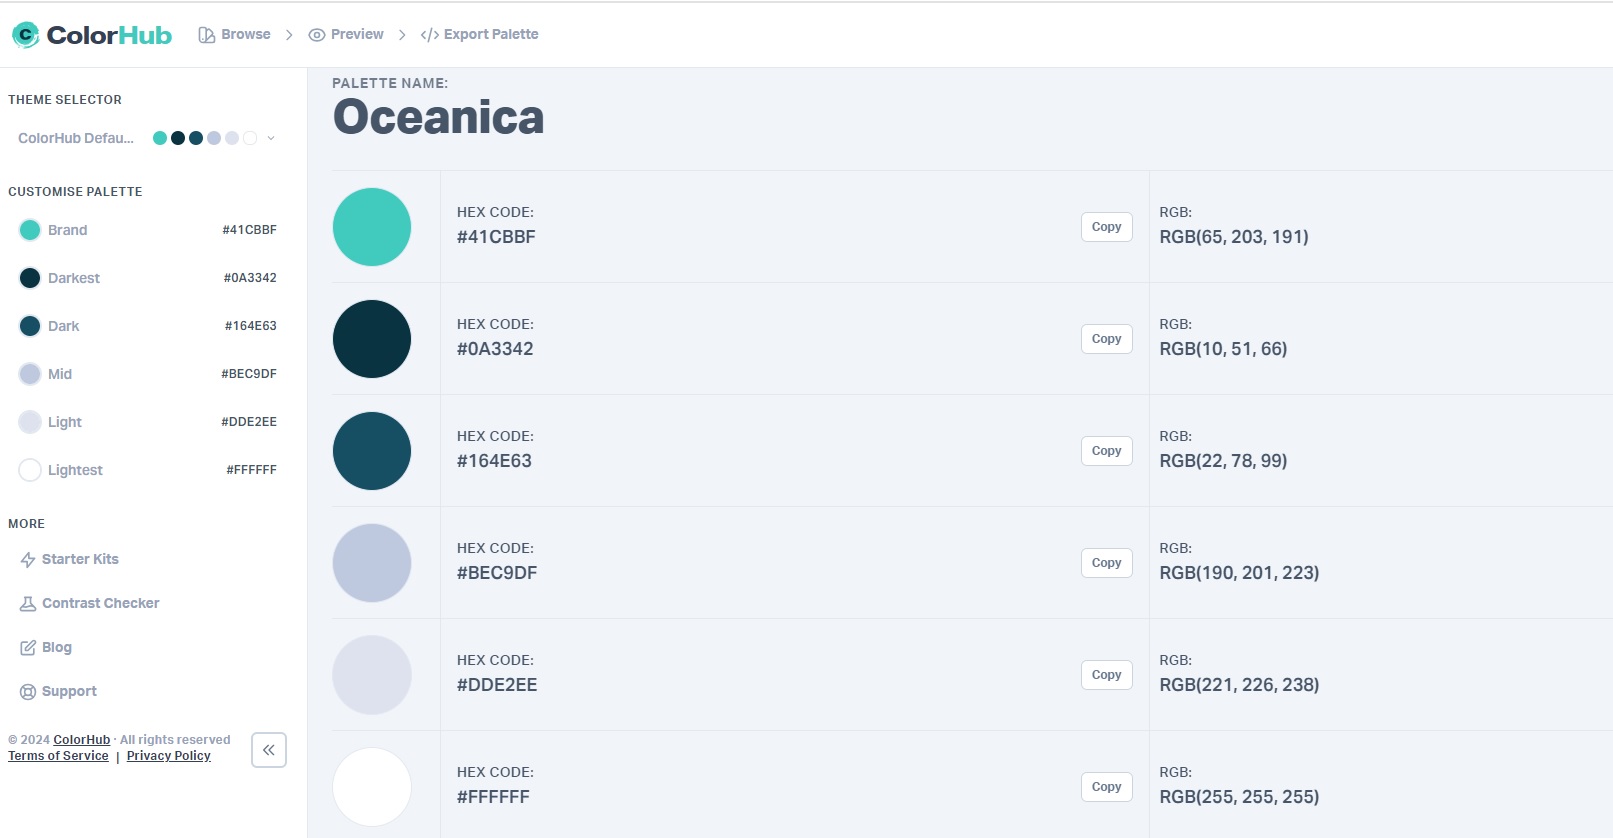 C ColorHub
Browse
Preview
Export Palette
THEME SELECTOR
ColorHub Defau...
CUSTOMISE PALETTE
Brand #41CBBF
Darkest #0A3342
Dark #164E63
Mid #BEC9DF
Light #DDE2EE
Lightest #FFFFFF
MORE
Starter Kits
Contrast Checker
Blog
Support
© 2024 ColorHub · All rights reserved
Terms of Service | Privacy Policy
PALETTE NAME:
Oceanica
HEX CODE:
#41CBBF
Copy
RGB:
RGB(65, 203, 191)
HEX CODE:
#0A3342
Copy
RGB:
RGB(10, 51, 66)
HEX CODE:
#164E63
Copy
RGB:
RGB(22, 78, 99)
HEX CODE:
#BEC9DF
Copy
RGB:
RGB(190, 201, 223)
HEX CODE:
#DDE2EE
Copy
RGB:
RGB(221, 226, 238)
HEX CODE:
#FFFFFF
Copy
RGB:
RGB(255, 255, 255)